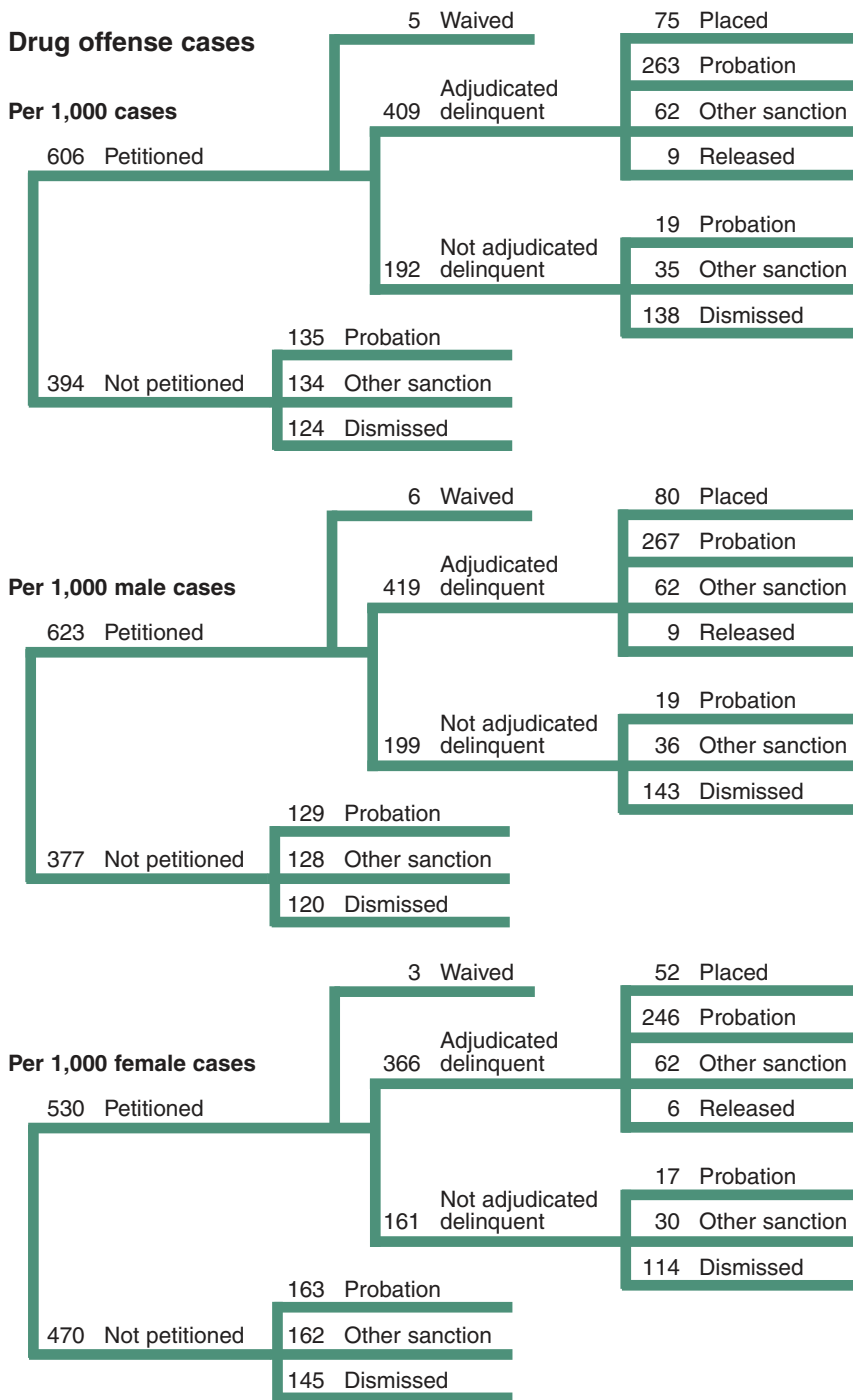 Drug offense cases
Per 1,000 cases
606 Petitioned
5 Waived
409 Adjudicated
delinquent
75 Placed
263 Probation
62 Other sanction
9 Released
192 Not adjudicated
delinquent
19 Probation
35 Other sanction
138 Dismissed
394 Not petitioned
135 Probation
134 Other sanction
124 Dismissed
Per 1,000 male cases
623 Petitioned
6 Waived
419 Adjudicated
delinquent
80 Placed
267 Probation
62 Other sanction
9 Released
199 Not adjudicated
delinquent
19 Probation
36 Other sanction
143 Dismissed
377 Not petitioned
129 Probation
128 Other sanction
120 Dismissed
Per 1,000 female cases
530 Petitioned
3 Waived
366 Adjudicated
delinquent
52 Placed
246 Probation
62 Other sanction
6 Released
161 Not adjudicated
delinquent
17 Probation
30 Other sanction
114 Dismissed
470 Not petitioned
163 Probation
162 Other sanction
145 Dismissed